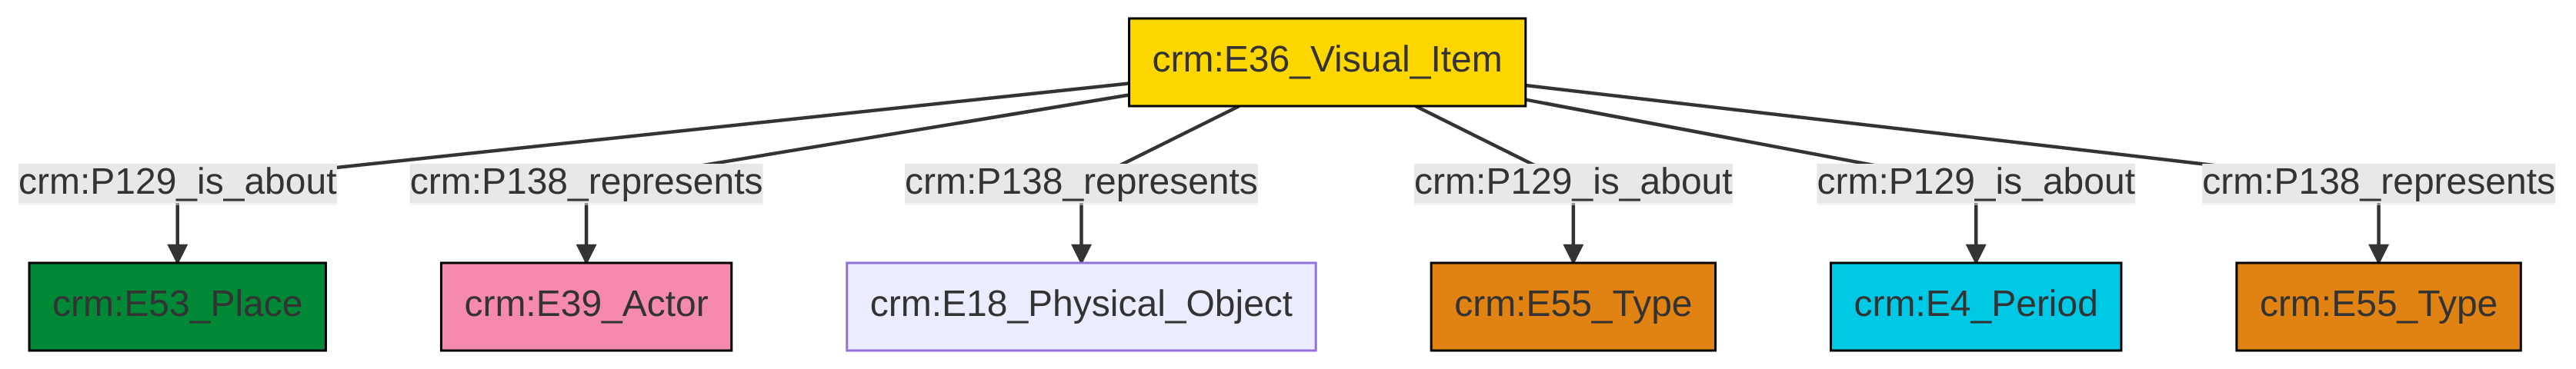 crm:E36_Visual_Item
crm:P129_is_about
crm:P138_represents
crm:P138_represents
crm:P129_is_about
crm:P129_is_about
crm:P138_represents
crm:E53_Place
crm:E39_Actor
crm:E18_Physical_Object
crm:E55_Type
crm:E4_Period
crm:E55_Type